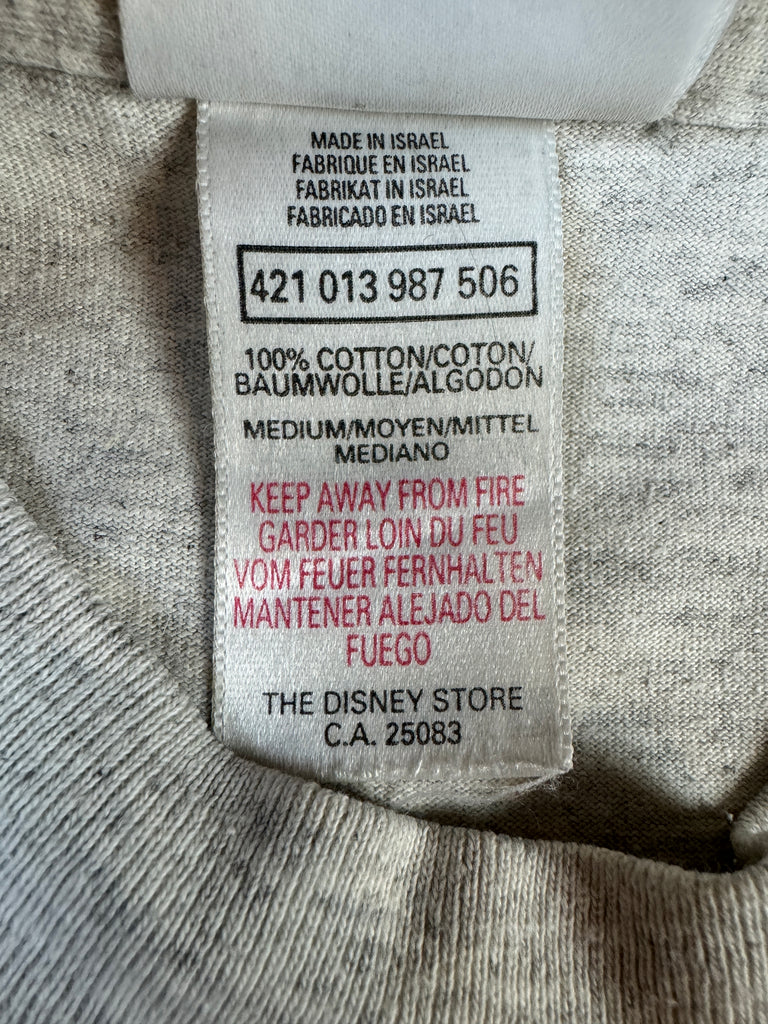 MADE IN ISRAEL
FABRIQUE EN ISRAEL
FABRIKAT IN ISRAEL
FABRICADO EN ISRAEL
421 013 987 506
100% COTTON/COTON/
BAUMWOLLE/ALGODON
MEDIUM/MOYEN/MITTEL
MEDIANO
KEEP AWAY FROM FIRE
GARDER LOIN DU FEU
VOM FEUER FERNHALTEN
MANTENER ALEJADO DEL
FUEGO
THE DISNEY STORE
C.A. 25083